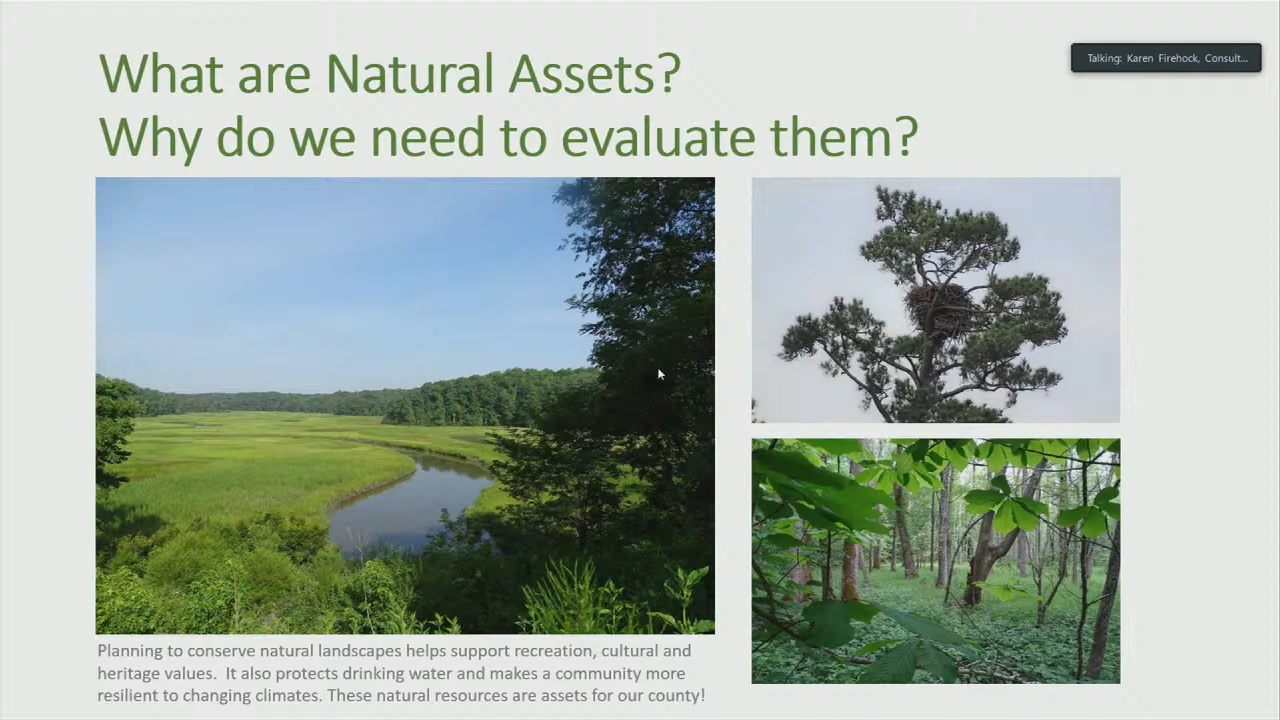 What are Natural Assets?
Why do we need to evaluate them?
Talking: Karen Firehock, Consult...
Planning to conserve natural landscapes helps support recreation, cultural and
heritage values.  It also protects drinking water and makes a community more
resilient to changing climates. These natural resources are assets for our county!